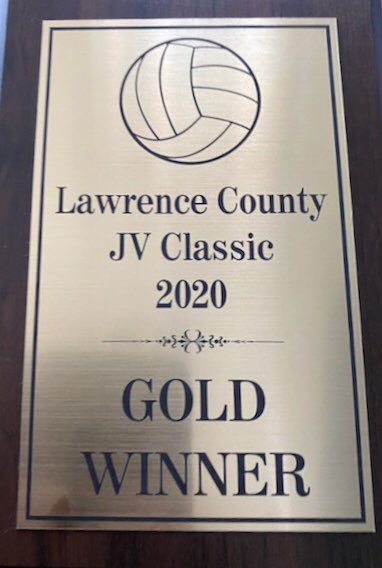 Lawrence County
JV Classic
2020
GOLD
WINNER